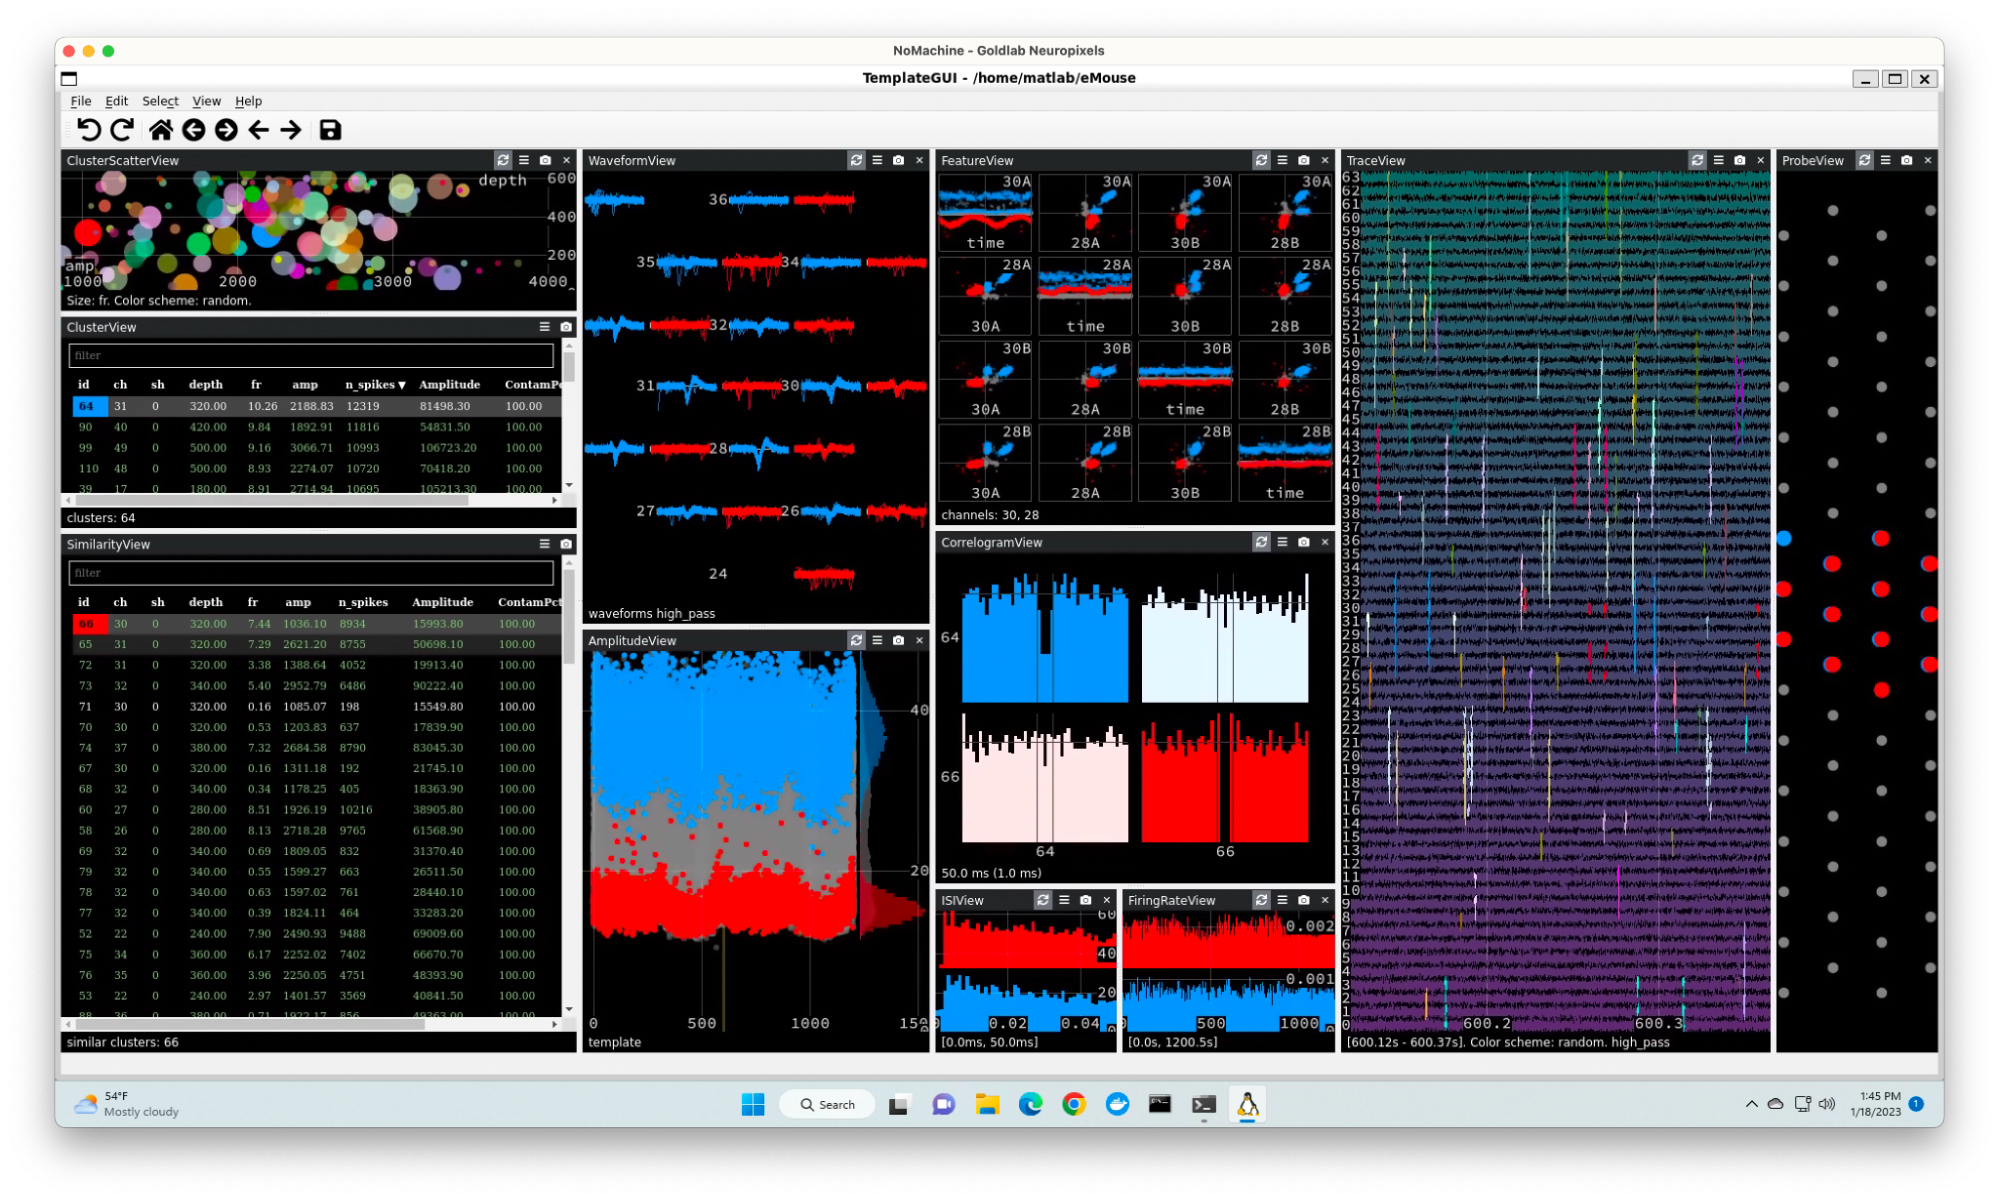 NoMachine - Goldlab Neuropixels
TemplateGUI - /home/matlab/eMouse
File Edit Select View Help
ClusterScatterView
depth
600
400
200
amp
1000 2000 3000 4000
Size: fr. Color scheme: random.
ClusterView
filter
id ch sh depth fr amp n_spikes Amplitude
64 31 0 320.00 10.26 2188.83 12319 81498.30 100.00
90 40 0 420.00 9.84 1892.91 11816 54831.50 100.00
99 49 0 500.00 9.16 3066.71 10993 106723.20 100.00
110 48 0 500.00 8.93 2274.07 10720 70418.20 100.00
39 17 0 180.00 8.91 2714.94 10695 105213.30 100.00
clusters: 64
SimilarityView
filter
id ch sh depth fr amp n_spikes Amplitude ContamPct
66 30 0 320.00 7.44 1036.10 8934 15993.80 100.00
65 31 0 320.00 7.29 2621.20 8755 50698.10 100.00
72 31 0 320.00 3.38 1388.64 4052 19913.40 100.00
73 32 0 340.00 5.40 2952.79 6486 90222.40 100.00
71 30 0 320.00 0.16 1085.07 198 15549.80 100.00
70 30 0 320.00 0.53 1203.83 637 17839.90 100.00
74 37 0 380.00 7.32 2684.58 8790 83045.30 100.00
67 30 0 320.00 0.16 1311.18 192 21745.10 100.00
68 32 0 340.00 0.34 1178.25 405 18363.90 100.00
60 27 0 280.00 8.51 1926.19 10216 38905.80 100.00
58 26 0 280.00 8.13 2718.28 9765 61568.90 100.00
69 32 0 340.00 0.69 1809.05 832 31370.40 100.00
79 32 0 340.00 0.55 1599.27 663 26511.50 100.00
78 32 0 340.00 0.63 1597.02 761 28440.10 100.00
77 32 0 340.00 0.39 1824.11 464 33283.20 100.00
52 22 0 240.00 7.90 2490.93 9488 69009.60 100.00
75 34 0 360.00 6.17 2252.02 7402 66670.70 100.00
76 35 0 360.00 3.96 2250.05 4751 48393.90 100.00
53 22 0 240.00 2.97 1401.57 3569 40841.50 100.00
88 36 0 380.00 0.71 1922.17 856 49363.00 100.00
similar clusters: 66
WaveformView
36
35 34
32
31 30
28
27 26
24
waveforms high_pass
AmplitudeView
40
20
0 500 1000
template
FeatureView
30A 30A 30A 30A
time 28A 30B 28B
28A 28A 28A 28A
30A time 30B 28B
30B 30B 30B 30B
30A 28A time 28B
28B 28B 28B 28B
30A 28A 30B time
channels: 30, 28
CorrelogramView
64
66
64 66
50.0 ms (1.0 ms)
ISIView
60
40
20
0.02 0.04
[0.0ms, 50.0ms]
FiringRateView
0.002
0.001
500 1000
[0.0s, 1200.5s]
TraceView
63
62
61
60
59
58
57
56
55
54
53
52
51
50
49
48
46
47
45
44
43
42
41
40
39
38
37
36
35
34
33
32
30
31
29
28
27
26
25
24
23
22
21
20
19
18
17
16
15
14
13
12
11
10
9
8
7
6
5
4
3
2
1
0
600.2 600.3
[600.12s - 600.37s]. Color scheme: random. high_pass
ProbeView
54°F
Mostly cloudy
Search
1:45 PM
1/18/2023
1